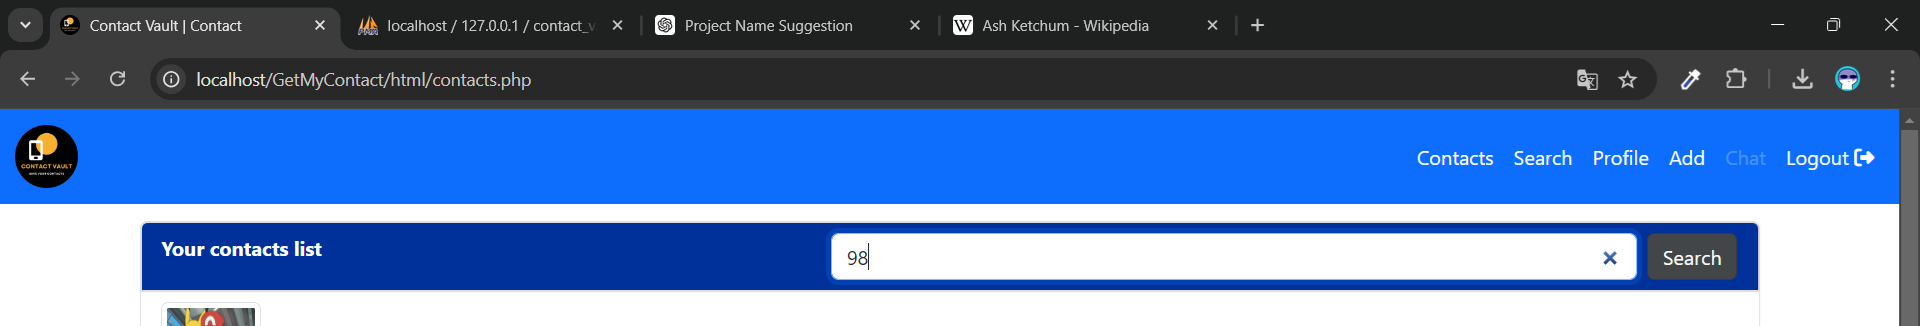 Contact Vault | Contact
localhost / 127.0.0.1 / contact_v
Project Name Suggestion
W Ash Ketchum - Wikipedia
localhost/GetMyContact/html/contacts.php
CONTACT VAULT
Contacts Search Profile Add Chat Logout
Your contacts list
98
Search